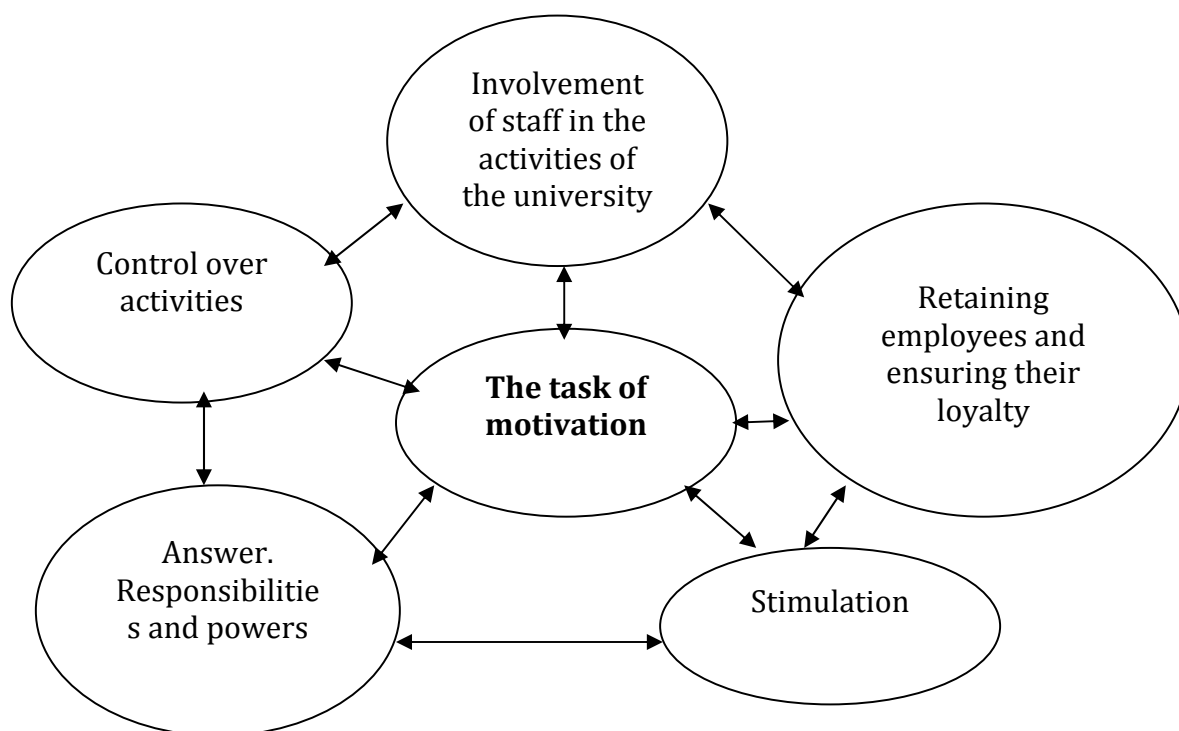 Involvement
of staff in the
activities of
the university
Control over
activities
Retaining
employees and
ensuring their
loyalty
The task of
motivation
Answer.
Responsibilitie
s and powers
Stimulation